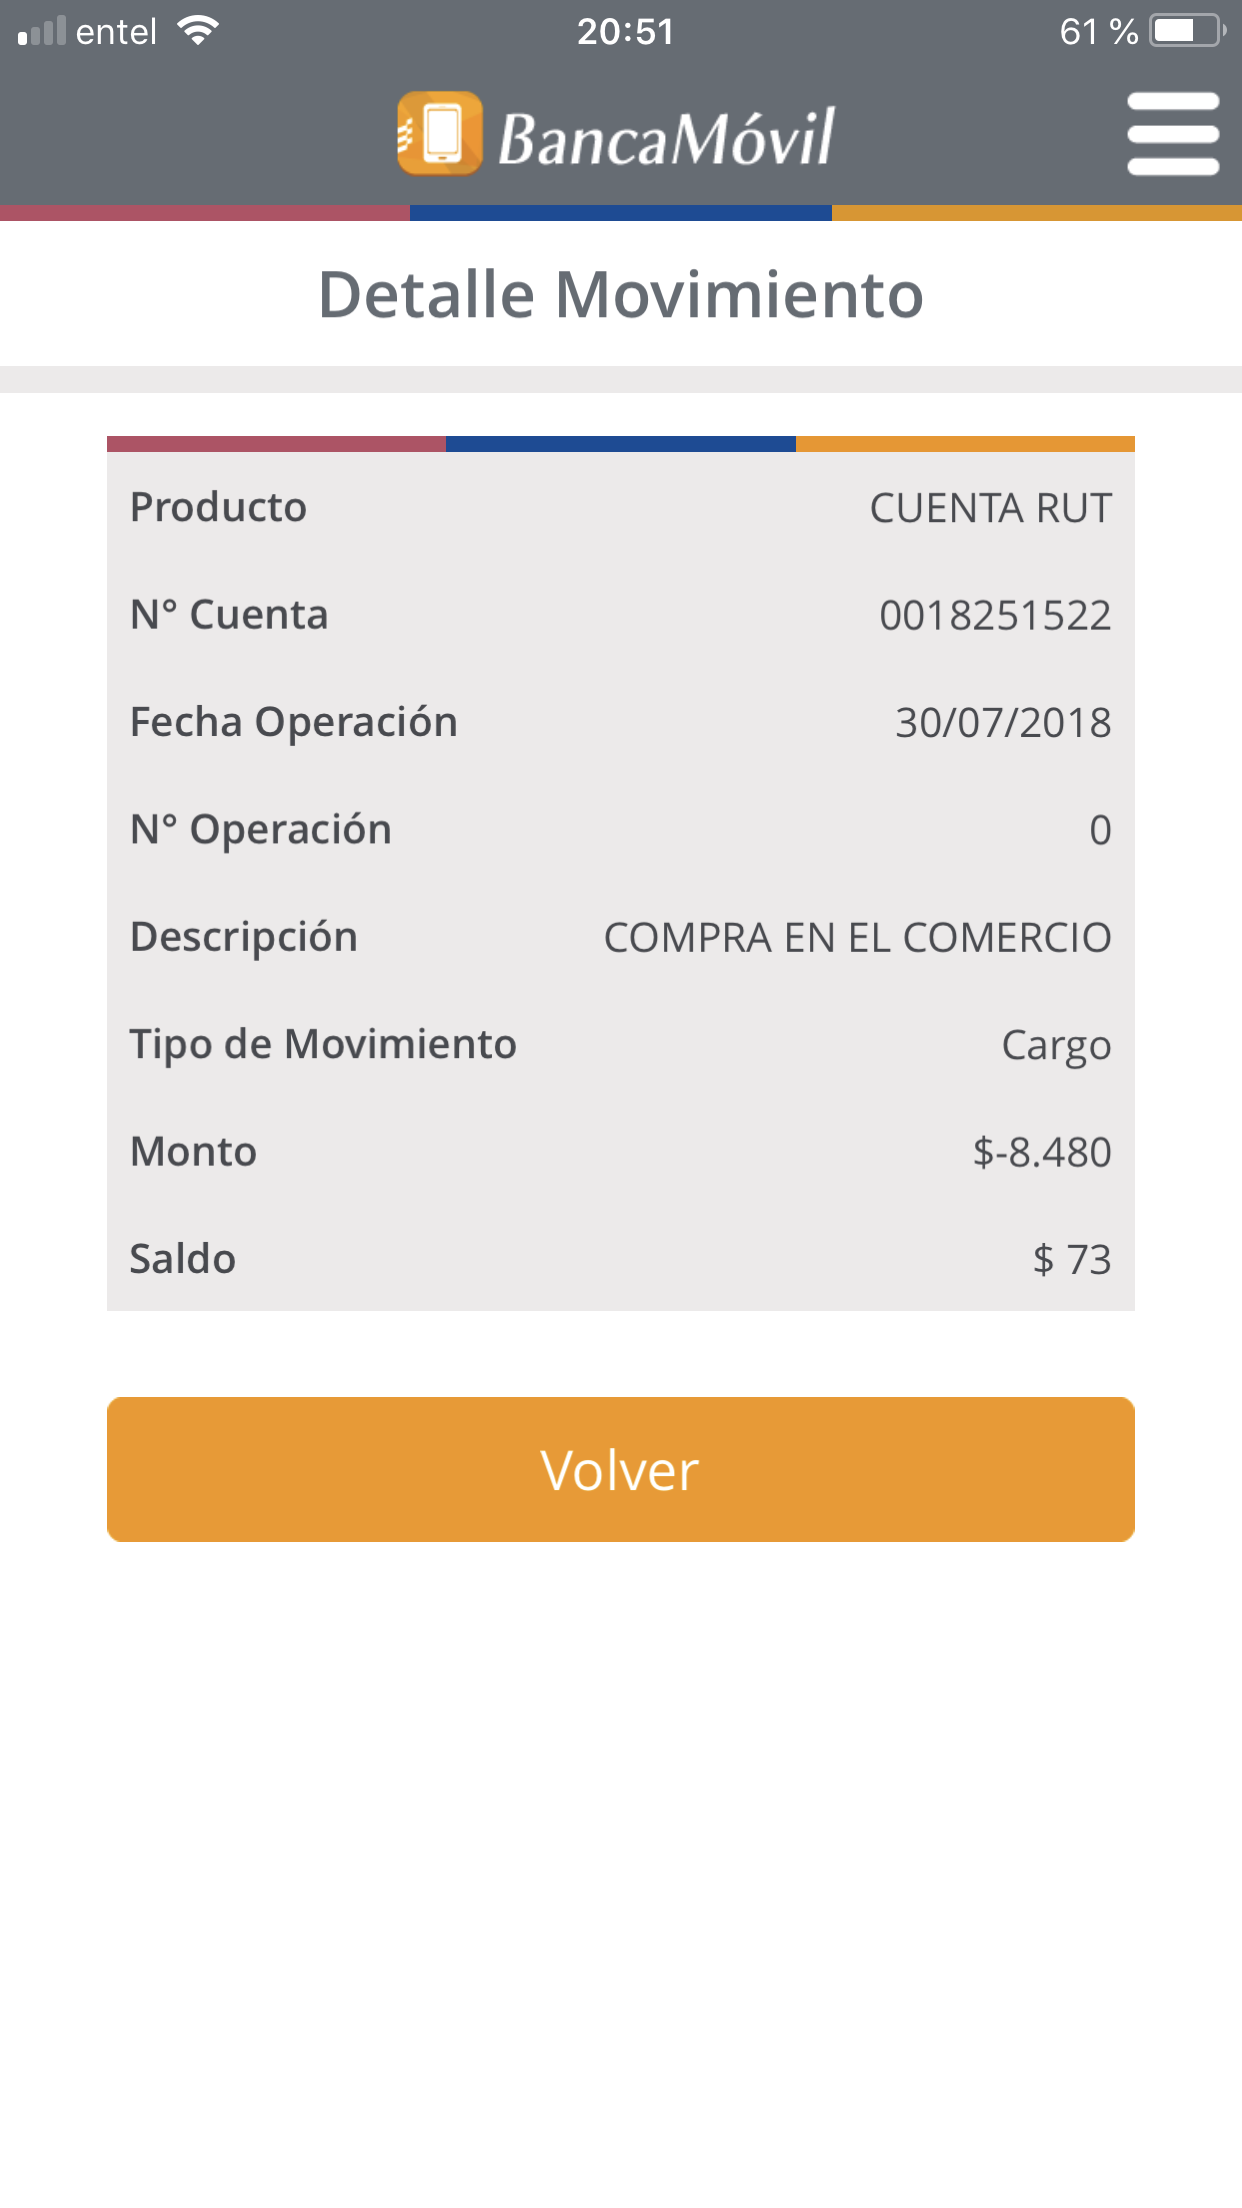 entel 20:51 61 %
BancaMóvil
Detalle Movimiento
Producto CUENTA RUT
N° Cuenta 0018251522
Fecha Operación 30/07/2018
N° Operación 0
Descripción COMPRA EN EL COMERCIO
Tipo de Movimiento Cargo
Monto $-8.480
Saldo $ 73
Volver